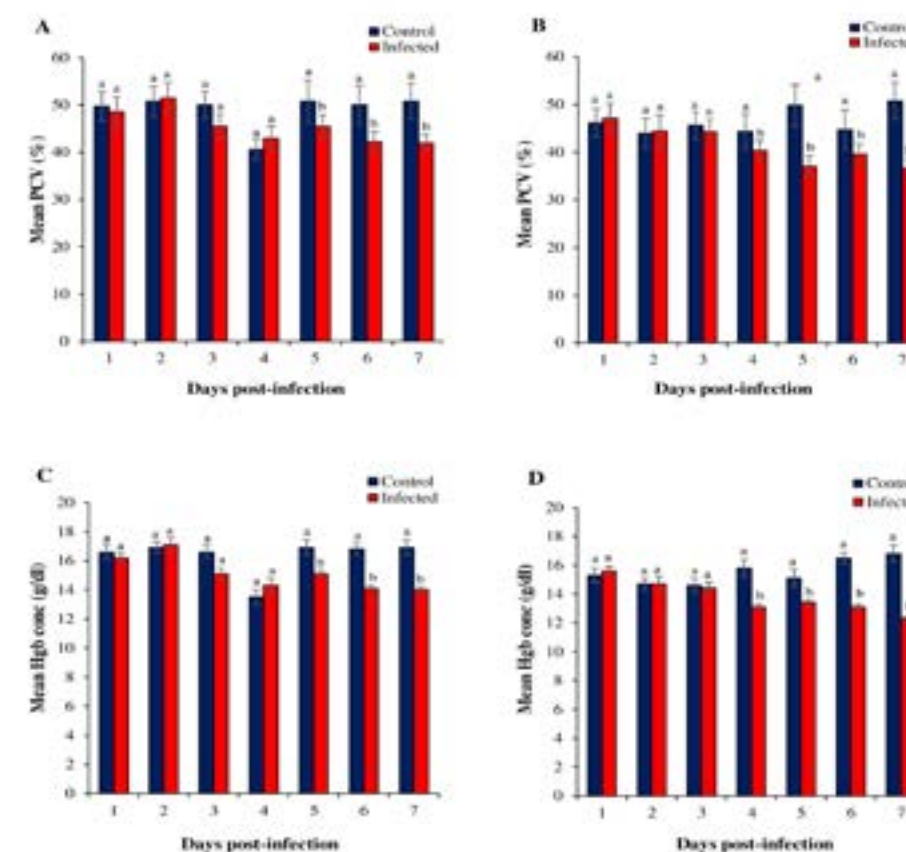 A
Control
Infected
60
50
40
30
20
10
0
Mean PCV (%)
a a a a a a a a a b a b a b
1 2 3 4 5 6 7
Days post-infection
B
Contro
Infecte
60
50
40
30
20
10
0
Mean PCV (%)
a a a a a a a b a b a b a
1 2 3 4 5 6 7
Days post-infection
C
Control
Infected
20
18
16
14
12
10
8
6
4
2
0
Mean Hgb conc (g/dl)
a a a a a a a a a b a b a b
1 2 3 4 5 6 7
Days post-infection
D
Contro
Infecte
20
18
16
14
12
10
8
6
4
2
0
Mean Hgb conc (g/dl)
a a a a a a a b a b a b a b
1 2 3 4 5 6 7
Days post-infection